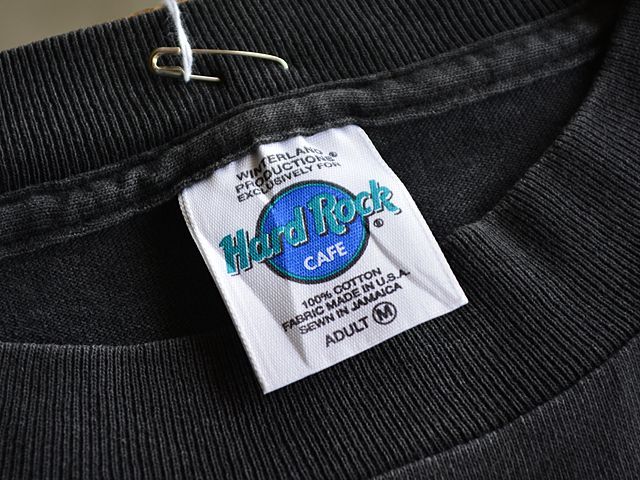 WINTERLAND
PRODUCTIONS®
EXCLUSIVELY FOR
Hard Rock ®
CAFE
100% COTTON
FABRIC MADE IN U.S.A.
SEWN IN JAMAICA
ADULT M